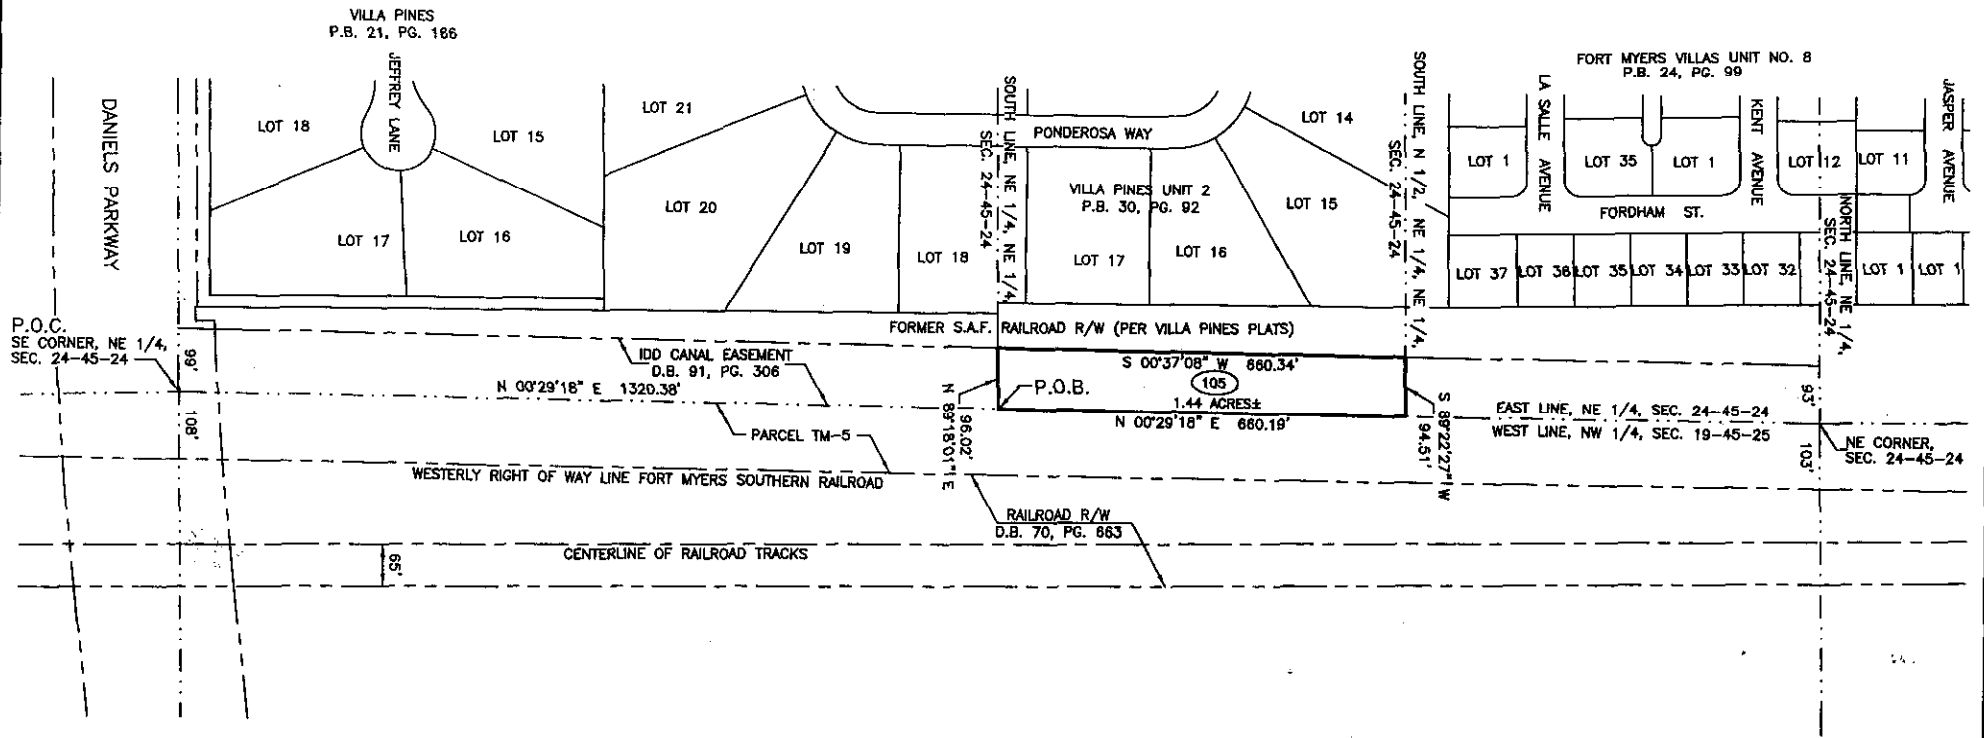 VILLA PINES
P.B. 21, PG. 166
JEFFREY LANE
DANIELS PARKWAY
LOT 18
LOT 15
LOT 17
LOT 16
LOT 21
LOT 20
LOT 19
LOT 18
SOUTH LINE, NE 1/4, NE 1/4,
SEC. 24-45-24
PONDEROSA WAY
VILLA PINES UNIT 2
P.B. 30, PG. 92
LOT 17
LOT 16
LOT 14
LOT 15
SOUTH LINE, N 1/2, NE 1/4, NE 1/4,
SEC. 24-45-24
FORT MYERS VILLAS UNIT NO. 8
P.B. 24, PG. 99
LA SALLE AVENUE
KENT AVENUE
JASPER AVENUE
LOT 1
LOT 35
LOT 1
LOT 12
LOT 11
FORDHAM ST.
NORTH LINE, NE 1/4,
SEC. 24-45-24
LOT 37
LOT 36
LOT 35
LOT 34
LOT 33
LOT 32
LOT 1
LOT 1
P.O.C.
SE CORNER, NE 1/4,
SEC. 24-45-24
99'
108'
FORMER S.A.F. RAILROAD R/W (PER VILLA PINES PLATS)
IDD CANAL EASEMENT
D.B. 91, PG. 306
N 00°29'18" E 1320.38'
PARCEL TM-5
N 89°18'01" E
96.02'
P.O.B.
S 00°37'08" W 660.34'
105
1.44 ACRES±
N 00°29'18" E 660.19'
S 89°22'27" W
94.51'
EAST LINE, NE 1/4, SEC. 24-45-24
WEST LINE, NW 1/4, SEC. 19-45-25
93'
103'
NE CORNER,
SEC. 24-45-24
WESTERLY RIGHT OF WAY LINE FORT MYERS SOUTHERN RAILROAD
RAILROAD R/W
D.B. 70, PG. 663
CENTERLINE OF RAILROAD TRACKS
65'